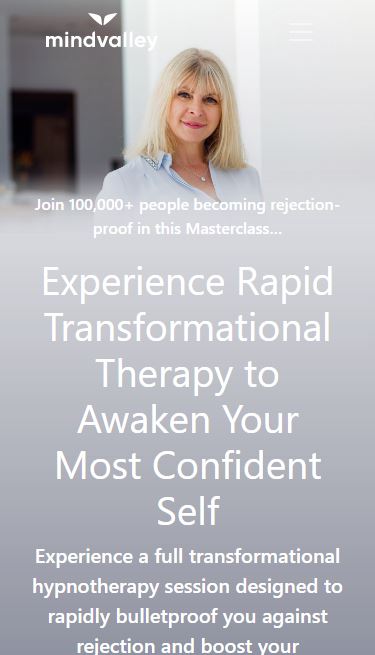 mindvalley
Join 100,000+ people becoming rejection-
proof in this Masterclass...
Experience Rapid
Transformational
Therapy to
Awaken Your
Most Confident
Self
Experience a full transformational
hypnotherapy session designed to
rapidly bulletproof you against
rejection and boost your